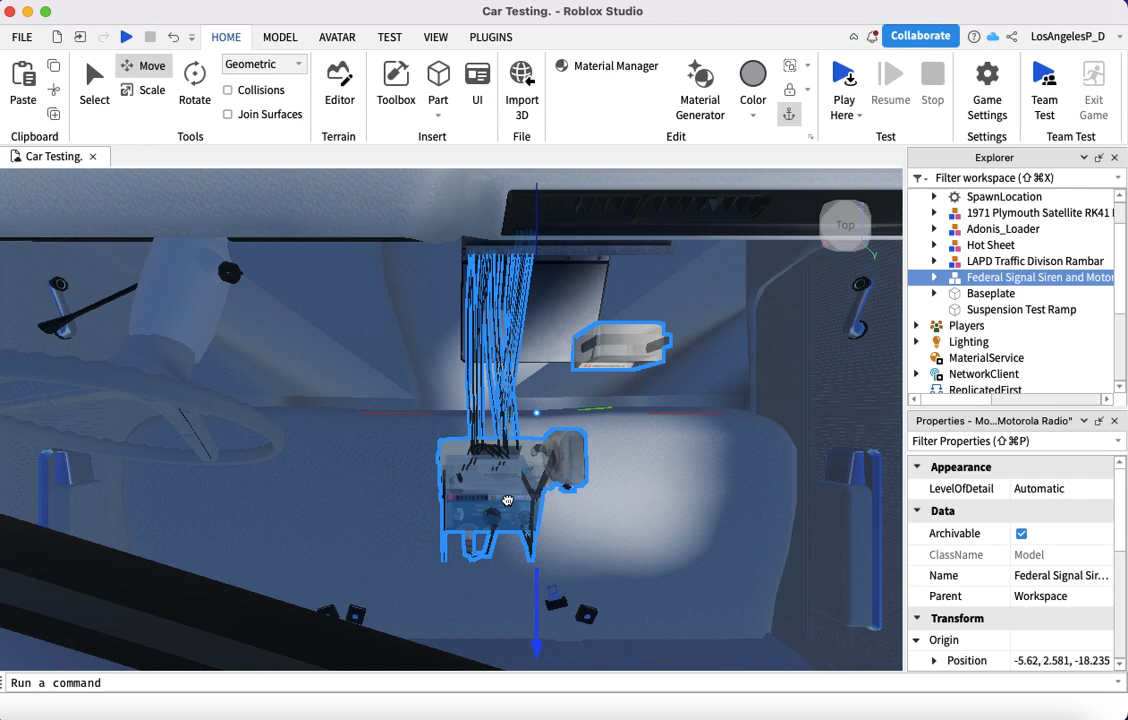 Car Testing. - Roblox Studio
FILE HOME MODEL AVATAR TEST VIEW PLUGINS Collaborate LosAngelesP_D
Paste Select Move Scale Rotate Geometric Collisions Join Surfaces Editor Toolbox Part UI Import 3D Material Manager Material Generator Color Play Here Resume Stop Game Settings Team Test Exit Game
Clipboard Tools Terrain Insert File Edit Test Settings Team Test
Car Testing.
Top
Y
Explorer
Filter workspace (⇧⌘X)
SpawnLocation
1971 Plymouth Satellite RK41
Adonis_Loader
Hot Sheet
LAPD Traffic Divison Rambar
Federal Signal Siren and Motor
Baseplate
Suspension Test Ramp
Players
Lighting
MaterialService
NetworkClient
ReplicatedFirst
Properties - Mo...Motorola Radio"
Filter Properties (⇧⌘P)
Appearance
LevelOfDetail Automatic
Data
Archivable
ClassName Model
Name Federal Signal Sir...
Parent Workspace
Transform
Origin
Position -5.62, 2.581, -18.235
Run a command